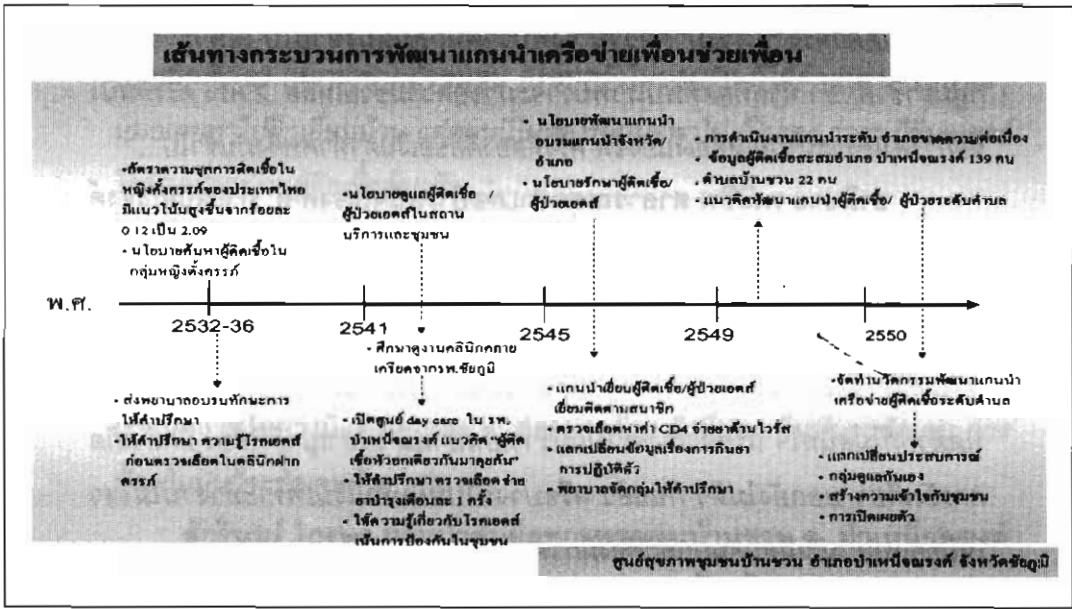 เส้นทางกระบวนการพัฒนาแกนนำเครือข่ายเพื่อนช่วยเพื่อน
•อัตราความชุกการติดเชื้อใน
หญิงตั้งครรภ์ของประเทศไทย
มีแนวโน้มสูงขึ้นจากร้อยละ
0.12 เป็น 2.09
• นโยบายค้นหาผู้ติดเชื้อใน
กลุ่มหญิงตั้งครรภ์
•นโยบายดูแลผู้ติดเชื้อ /
ผู้ป่วยเอดส์ในสถาน
บริการและชุมชน
• นโยบายพัฒนาแกนนำ
อบรมแกนนำจังหวัด/
อำเภอ
• นโยบายรักษาผู้ติดเชื้อ/
ผู้ป่วยเอดส์
• การดำเนินงานแกนนำระดับ อำเภอขาดความต่อเนื่อง
• ข้อมูลผู้ติดเชื้อสะสมอำเภอ บำเหน็จณรงค์ 139 คน
. ตำบลบ้านชวน 22 คน
• แนวคิดพัฒนาแกนนำผู้ติดเชื้อ/ ผู้ป่วยระดับตำบล
พ.ศ.
2532-36
2541
2545
2549
2550
• ส่งพยาบาลอบรมทักษะการ
ให้คำปรึกษา
•ให้คำปรึกษา ความรู้โรคเอดส์
ก่อนตรวจเลือดในคลินิกฝาก
ครรภ์
• ศึกษาดูงานคลินิกคลาย
เครียดจากรพ.ชัยภูมิ
• เปิดศูนย์ day care ใน รพ.
บำเหน็จณรงค์ แนวคิด "ผู้ติด
เชื้อหัวอกเดียวกันมาคุยกัน"
• ให้คำปรึกษา ตรวจเลือด จ่าย
ยาบำรุงเดือนละ 1 ครั้ง
• ให้ความรู้เกี่ยวกับโรคเอดส์
เน้นการป้องกันในชุมชน
• แกนนำเยี่ยมผู้ติดเชื้อ/ผู้ป่วยเอดส์
เยี่ยมติดตามสมาชิก
• ตรวจเลือดหาค่า CD4 จ่ายยาต้านไวรัส
• แลกเปลี่ยนข้อมูลเรื่องการกินยา
การปฏิบัติตัว
• พยาบาลจัดกลุ่มให้คำปรึกษา
•จัดทำนวัตกรรมพัฒนาแกนนำ
เครือข่ายผู้ติดเชื้อระดับตำบล
• แลกเปลี่ยนประสบการณ์
กลุ่มดูแลกันเอง
• สร้างความเข้าใจกับชุมชน
• การเปิดเผยตัว
ศูนย์สุขภาพชุมชนบ้านชวน อำเภอบำเหน็จณรงค์ จังหวัดชัยภูมิ